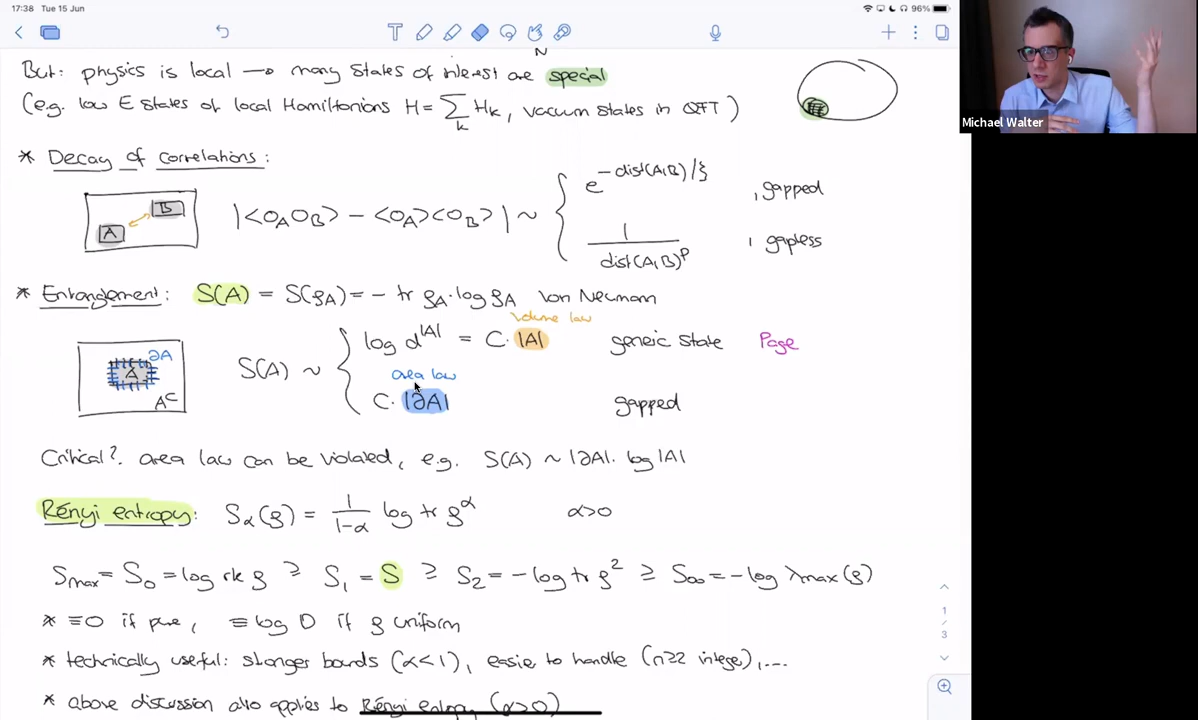 17:38 Tue 15 Jun
96%
N
But: physics is local → many states of interest are special
(e.g. low E states of local Hamiltonians H = ∑_k H_k, vacuum states in QFT)
Michael Walter
* Decay of correlations:
A B
|<O_A O_B> − <O_A><O_B>| ~ { e^{−dist(A,B)/ξ} , gapped
1 / dist(A,B)^p , gapless
* Entanglement: S(A) = S(ρ_A) = − tr ρ_A · log ρ_A von Neumann
volume law
A ∂A A^C
S(A) ~ { log d^{|A|} = C · |A| generic state Page
area law
C · |∂A| gapped
Critical? area law can be violated, e.g. S(A) ~ |∂A| · log |A|
Rényi entropy: S_α(ρ) = 1/(1−α) log tr ρ^α α>0
S_max = S_0 = log rk ρ ≥ S_1 = S ≥ S_2 = − log tr ρ^2 ≥ S_∞ = − log λ_max(ρ)
* ≡0 if pure, ≡ log D if ρ uniform
* technically useful: stronger bounds (α<1), easier to handle (n≥2 integer),...
* above discussion also applies to Rényi entropy (α>0)
1
/
3